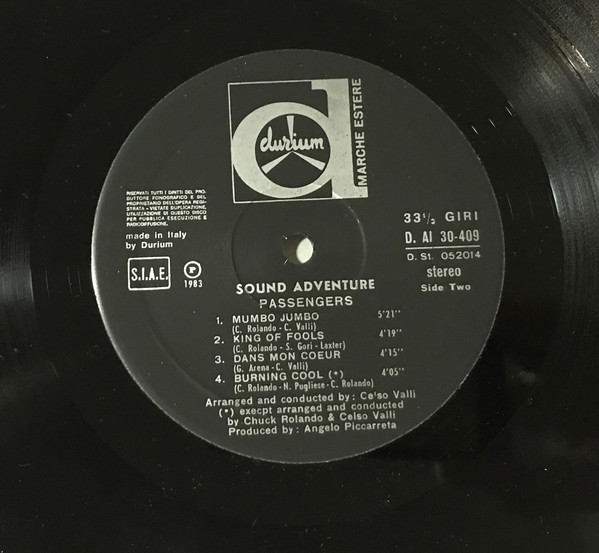 durium
MARCHE ESTERE
RISERVATI TUTTI I DIRITTI DEL PRO-
DUTTORE FONOGRAFICO E DEL
PROPRIETARIO DELL'OPERA REGI-
STRATA - VIETATE DUPLICAZIONE,
UTILIZZAZIONE DI QUESTO DISCO
PER PUBBLICA ESECUZIONE E
RADIODIFFUSIONE.
made in Italy
by Durium
S.I.A.E.
P
1983
33 1/3 GIRI
D. AI 30-409
D. St. 052014
stereo
Side Two
SOUND ADVENTURE
PASSENGERS
1. MUMBO JUMBO 5'21"
(C. Rolando - C. Valli)
2. KING OF FOOLS 4'19"
(C. Rolando - S. Gori - Laxter)
3. DANS MON COEUR 4'15"
(G. Arena - C. Valli)
4. BURNING COOL (*) 4'05"
(C. Rolendo - N. Pugliese - C. Rolando)
Arranged and conducted by: Ce'so Valli
(*) execpt arranged and conducted
by Chuck Rolando & Celso Valli
Produced by: Angelo Piccarreta